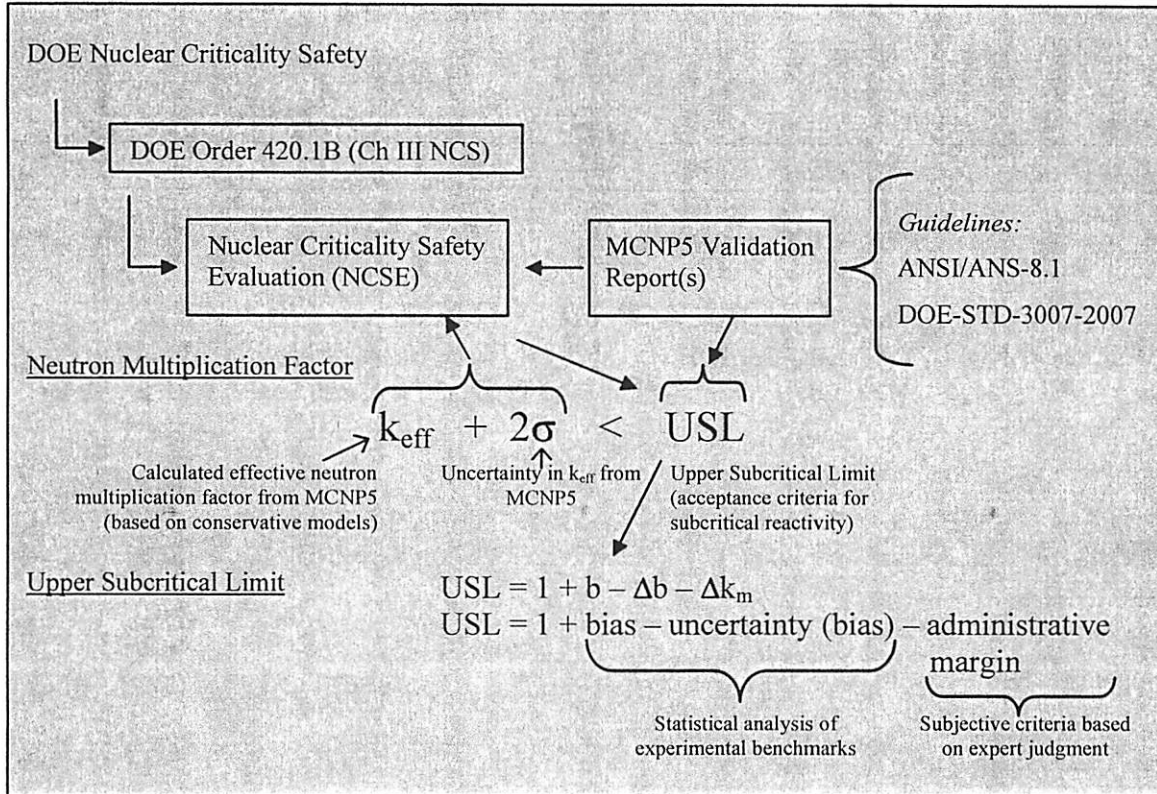 DOE Nuclear Criticality Safety
DOE Order 420.1B (Ch III NCS)
Nuclear Criticality Safety
Evaluation (NCSE)
MCNP5 Validation
Report(s)
Guidelines:
ANSI/ANS-8.1
DOE-STD-3007-2007
Neutron Multiplication Factor
k_eff + 2σ < USL
Calculated effective neutron
multiplication factor from MCNP5
(based on conservative models)
Uncertainty in k_eff from
MCNP5
Upper Subcritical Limit
(acceptance criteria for
subcritical reactivity)
Upper Subcritical Limit
USL = 1 + b – Δb – Δk_m
USL = 1 + bias – uncertainty (bias) – administrative
margin
Statistical analysis of
experimental benchmarks
Subjective criteria based
on expert judgment